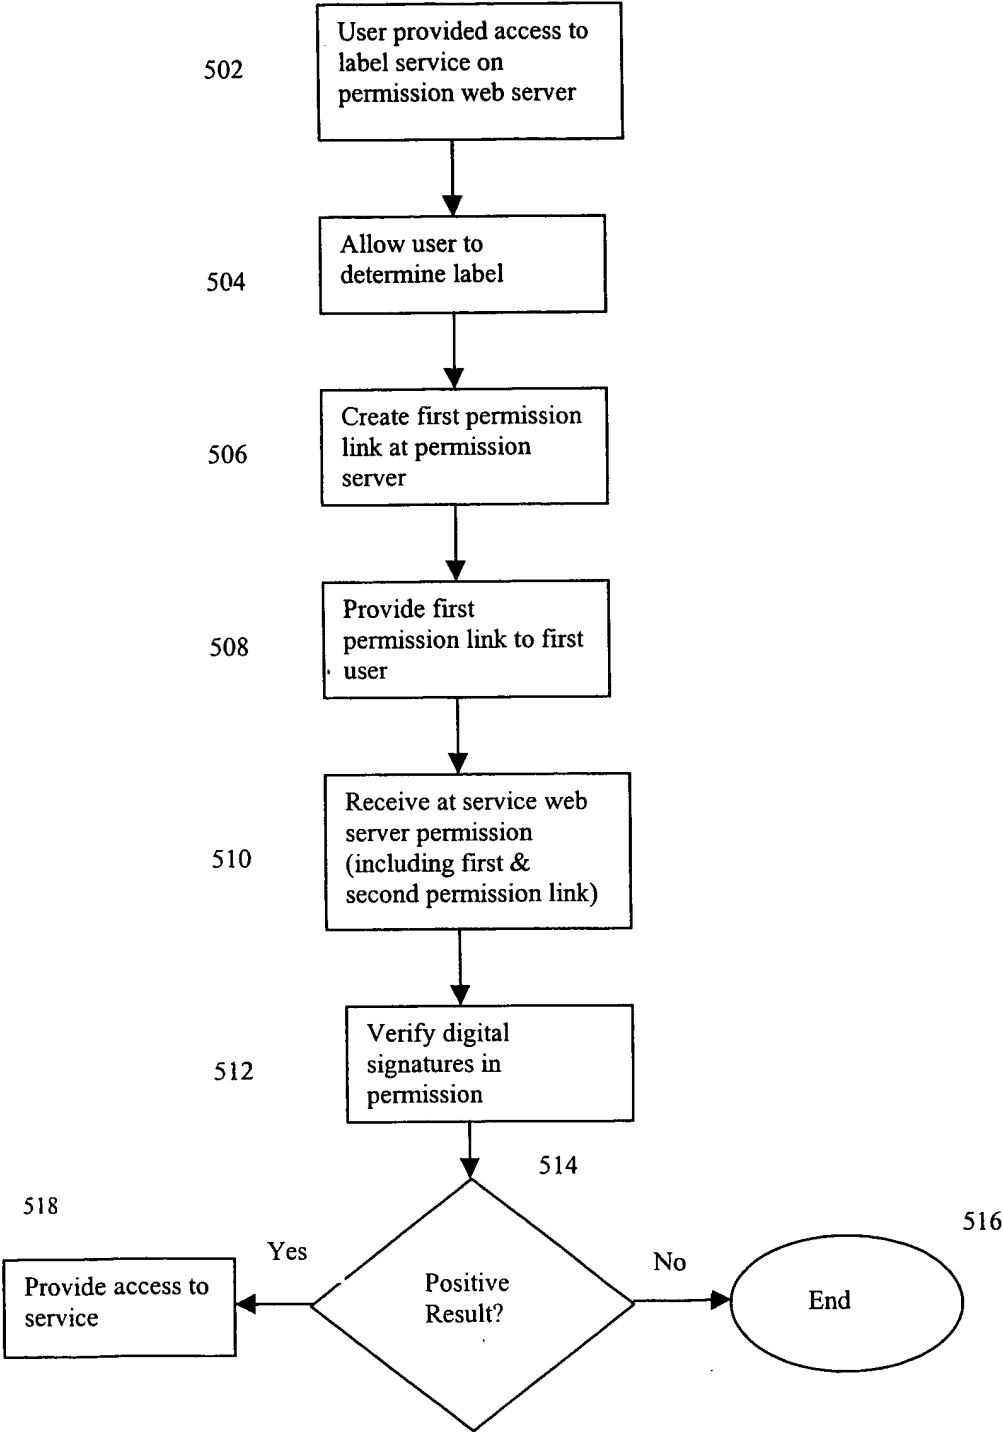 User provided access to
label service on
permission web server
502
Allow user to
determine label
504
Create first permission
link at permission
server
506
Provide first
permission link to first
user
508
Receive at service web
server permission
(including first &
second permission link)
510
Verify digital
signatures in
permission
512
514
Positive
Result?
Yes
518
Provide access to
service
No
516
End